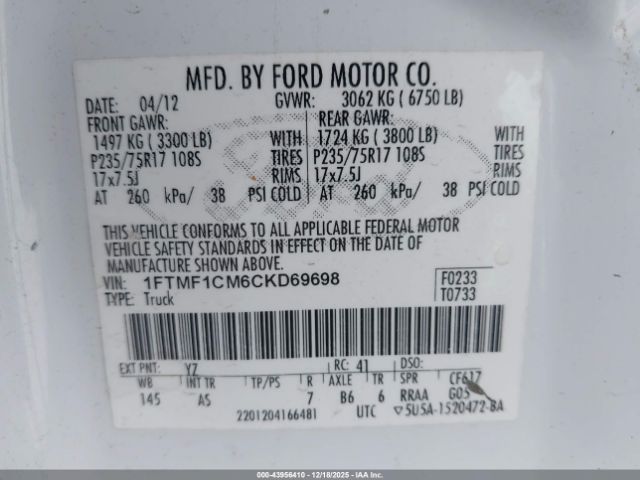 MFD. BY FORD MOTOR CO.
DATE: 04/12 GVWR: 3062 KG ( 6750 LB)
FRONT GAWR: REAR GAWR:
1497 KG ( 3300 LB) WITH 1724 KG ( 3800 LB) WITH
P235/75R17 108S TIRES P235/75R17 108S TIRES
17x7.5J RIMS 17x7.5J RIMS
AT 260 kPa/ 38 PSI COLD AT 260 kPa/ 38 PSI COLD
THIS VEHICLE CONFORMS TO ALL APPLICABLE FEDERAL MOTOR
VEHICLE SAFETY STANDARDS IN EFFECT ON THE DATE OF
MANUFACTURE SHOWN ABOVE.
VIN: 1FTMF1CM6CKD69698 F0233
TYPE: Truck T0733
EXT PNT: YZ RC: 41 DSO:
WB INT TR TP/PS R AXLE TR SPR CF617
145 AS 7 B6 6 RRAA G05
2201204166481 UTC ▽5U5A-1520472-BA
000-43956410 - 12/18/2025 - IAA Inc.